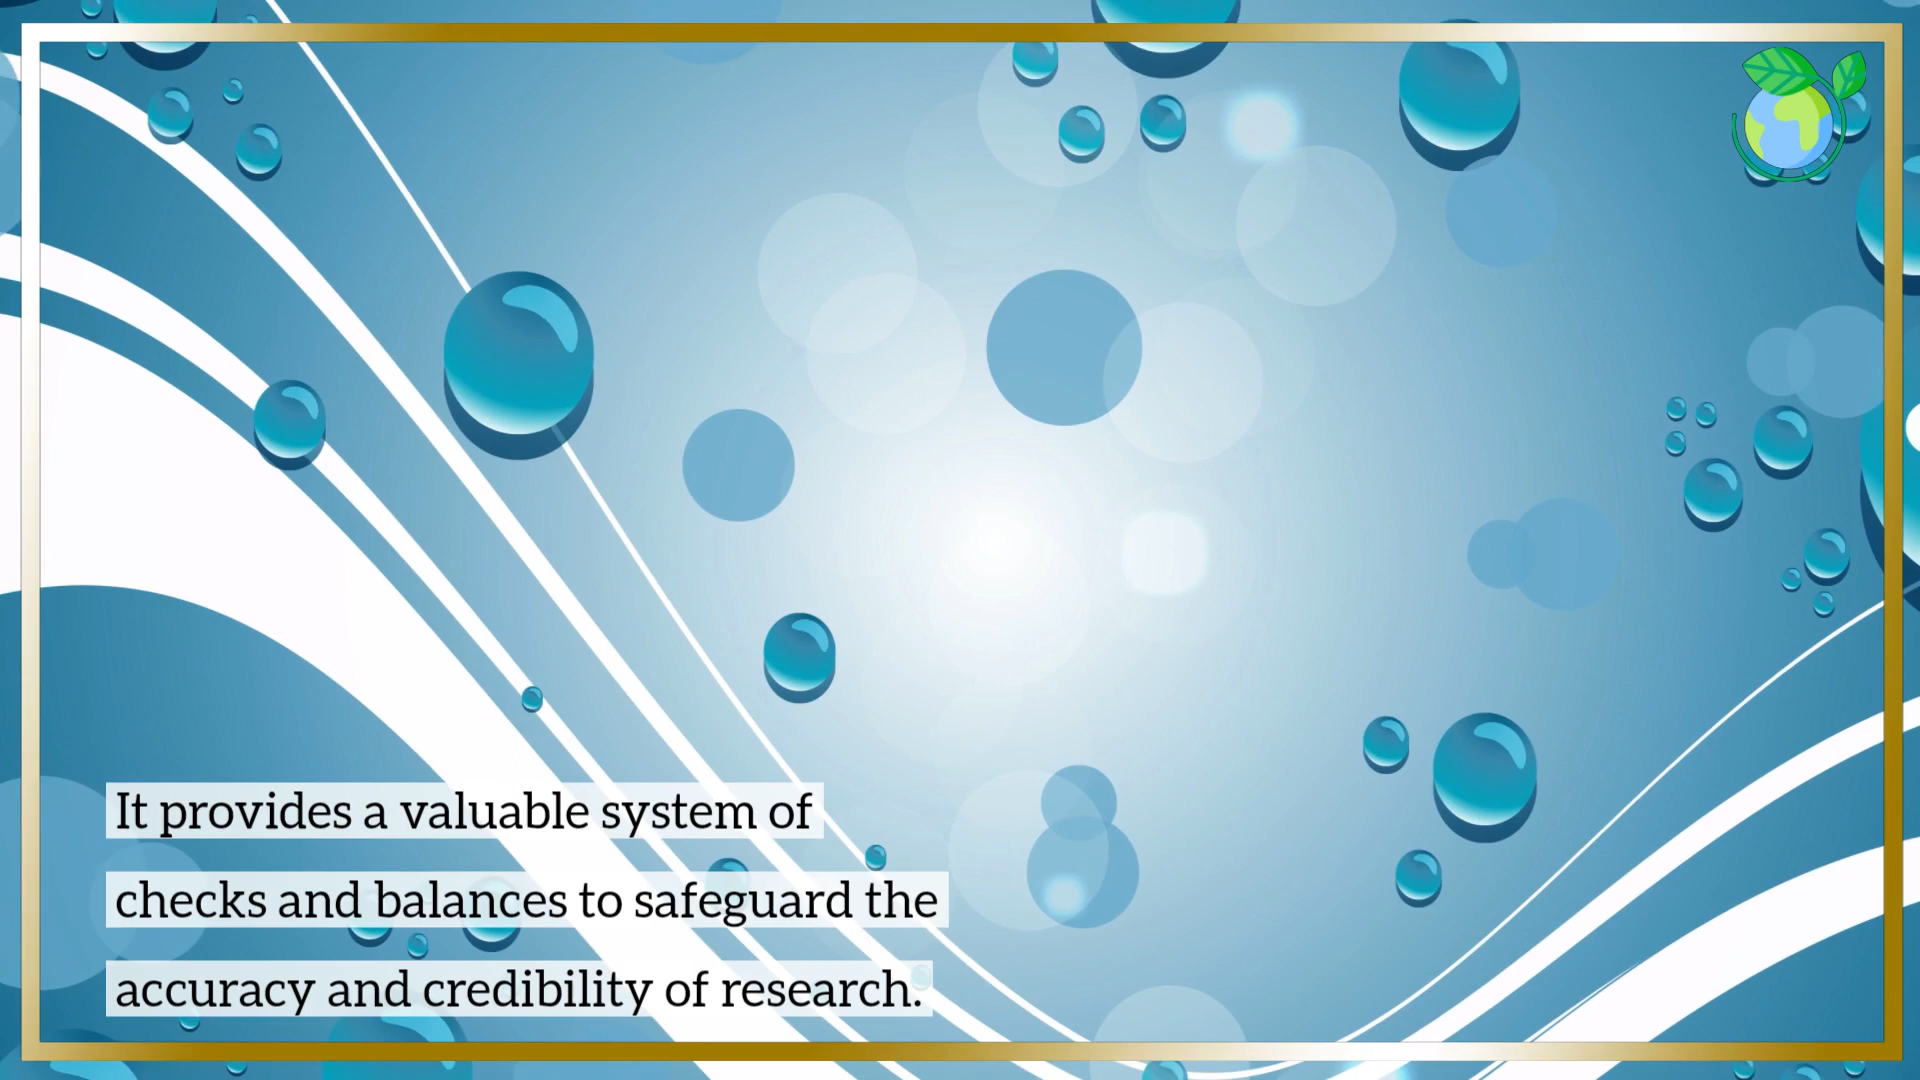 It provides a valuable system of
checks and balances to safeguard the
accuracy and credibility of research.